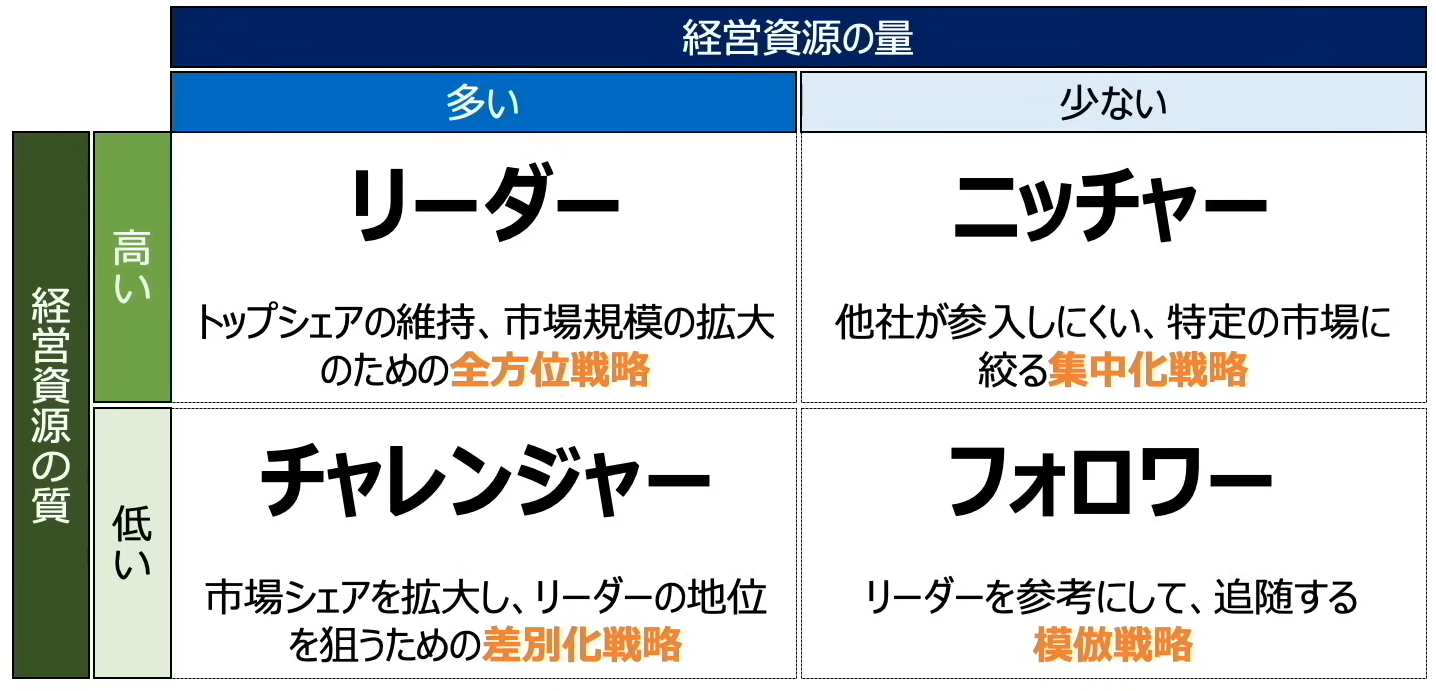 経営資源の量
多い
少ない
経営資源の質
高い
リーダー
トップシェアの維持、市場規模の拡大
のための全方位戦略
ニッチャー
他社が参入しにくい、特定の市場に
絞る集中化戦略
低い
チャレンジャー
市場シェアを拡大し、リーダーの地位
を狙うための差別化戦略
フォロワー
リーダーを参考にして、追随する
模倣戦略